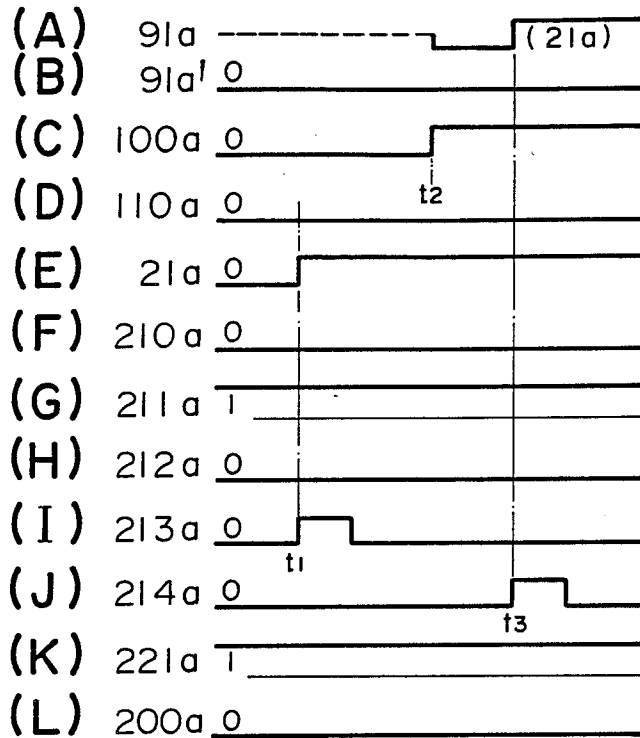 (A) 91a (21a)
(B) 91a' 0
(C) 100a 0
t2
(D) 110a 0
(E) 21a 0
(F) 210a 0
(G) 211a 1
(H) 212a 0
(I) 213a 0
t1
(J) 214a 0
t3
(K) 221a 1
(L) 200a 0